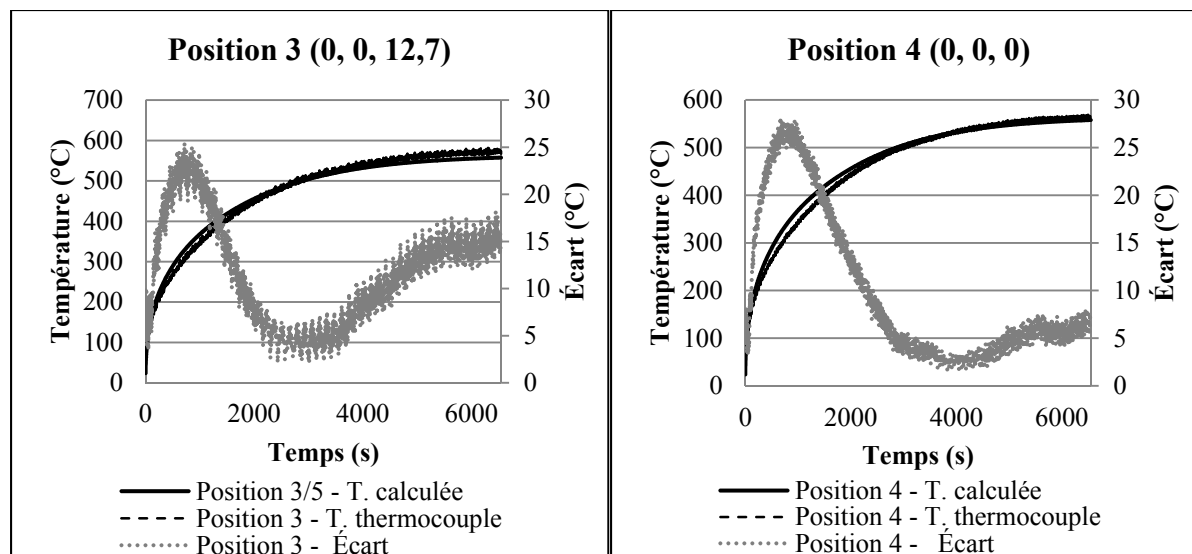 Position 3 (0, 0, 12,7)
700
600
500
400
300
200
100
0
30
25
20
15
10
5
0
0 2000 4000 6000
Température (°C)
Écart (°C)
Temps (s)
Position 3/5 - T. calculée
Position 3 - T. thermocouple
Position 3 - Écart
Position 4 (0, 0, 0)
600
500
400
300
200
100
0
30
25
20
15
10
5
0
0 2000 4000 6000
Température (°C)
Écart (°C)
Temps (s)
Position 4 - T. calculée
Position 4 - T. thermocouple
Position 4 - Écart